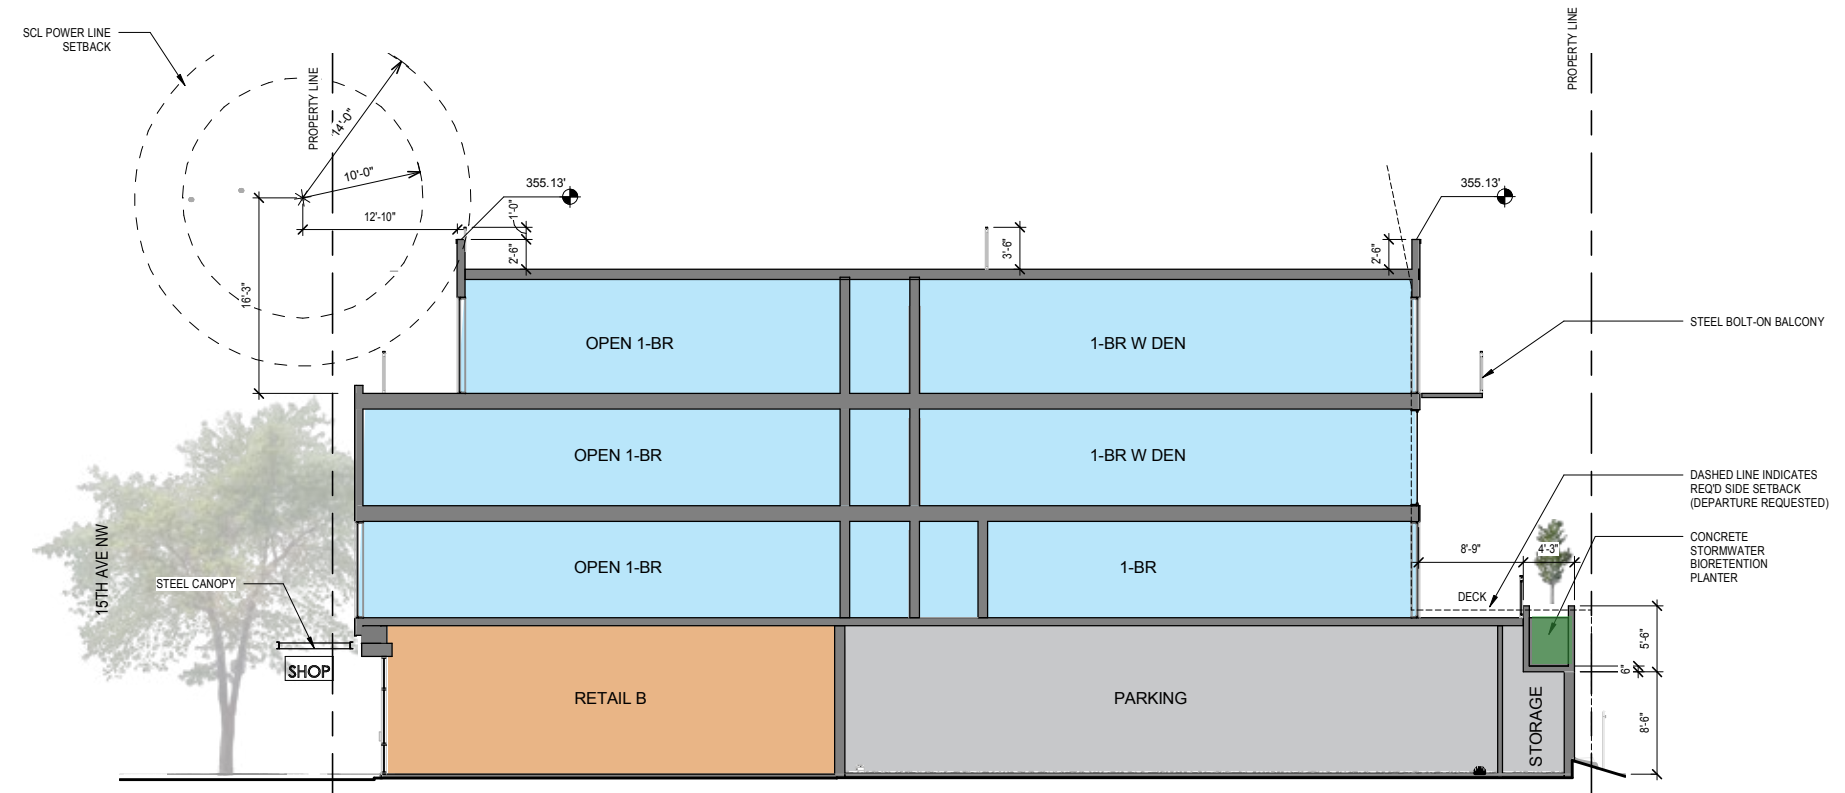 SCL POWER LINE
SETBACK
PROPERTY LINE
PROPERTY LINE
14'-0"
10'-0"
12'-10"
16'-3"
355.13'
1'-0"
2'-6"
3'-6"
355.13'
2'-6"
OPEN 1-BR
1-BR W DEN
STEEL BOLT-ON BALCONY
OPEN 1-BR
1-BR W DEN
DASHED LINE INDICATES
REQ'D SIDE SETBACK
(DEPARTURE REQUESTED)
CONCRETE
STORMWATER
BIORETENTION
PLANTER
8'-9"
4'-3"
15TH AVE NW
STEEL CANOPY
OPEN 1-BR
1-BR
DECK
5'-6"
6"
8'-6"
SHOP
RETAIL B
PARKING
STORAGE